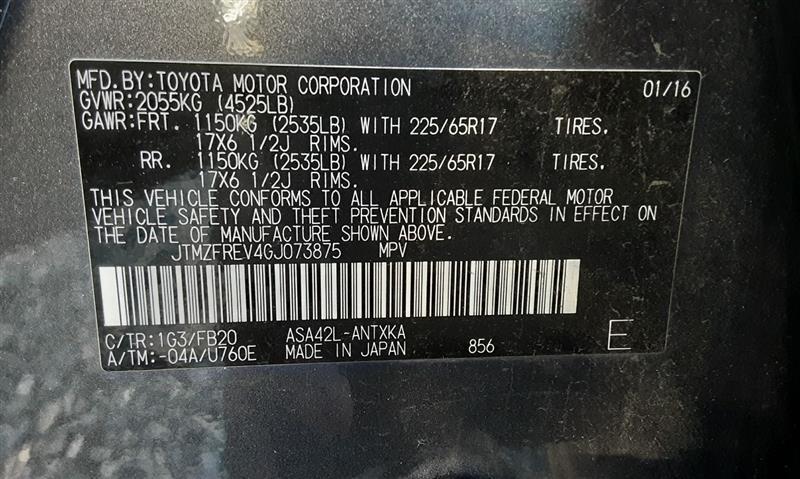 MFD.BY:TOYOTA MOTOR CORPORATION 01/16
GVWR:2055KG (4525LB)
GAWR:FRT. 1150KG (2535LB) WITH 225/65R17 TIRES.
17X6 1/2J RIMS.
RR. 1150KG (2535LB) WITH 225/65R17 TIRES.
17X6 1/2J RIMS.
THIS VEHICLE CONFORMS TO ALL APPLICABLE FEDERAL MOTOR
VEHICLE SAFETY AND THEFT PREVENTION STANDARDS IN EFFECT ON
THE DATE OF MANUFACTURE SHOWN ABOVE.
JTMZFREV4GJ073875 MPV
C/TR:1G3/FB20 ASA42L-ANTXKA
A/TM:-04A/U760E MADE IN JAPAN 856 E